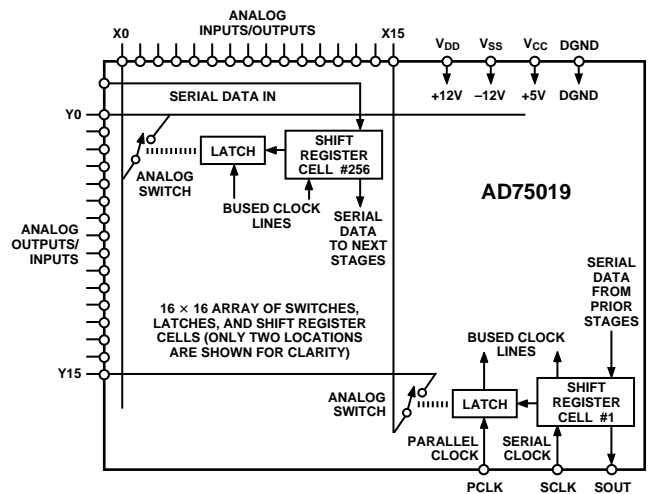 ANALOG
INPUTS/OUTPUTS
X0
X15
VDD
VSS
VCC
DGND
+12V
–12V
+5V
DGND
SERIAL DATA IN
Y0
LATCH
SHIFT
REGISTER
CELL #256
ANALOG
SWITCH
BUSED CLOCK
LINES
SERIAL
DATA
TO NEXT
STAGES
AD75019
ANALOG
OUTPUTS/
INPUTS
SERIAL
DATA
FROM
PRIOR
STAGES
16 × 16 ARRAY OF SWITCHES,
LATCHES, AND SHIFT REGISTER
CELLS (ONLY TWO LOCATIONS
ARE SHOWN FOR CLARITY)
BUSED CLOCK
LINES
Y15
ANALOG
SWITCH
LATCH
SHIFT
REGISTER
CELL #1
PARALLEL
CLOCK
SERIAL
CLOCK
PCLK
SCLK
SOUT